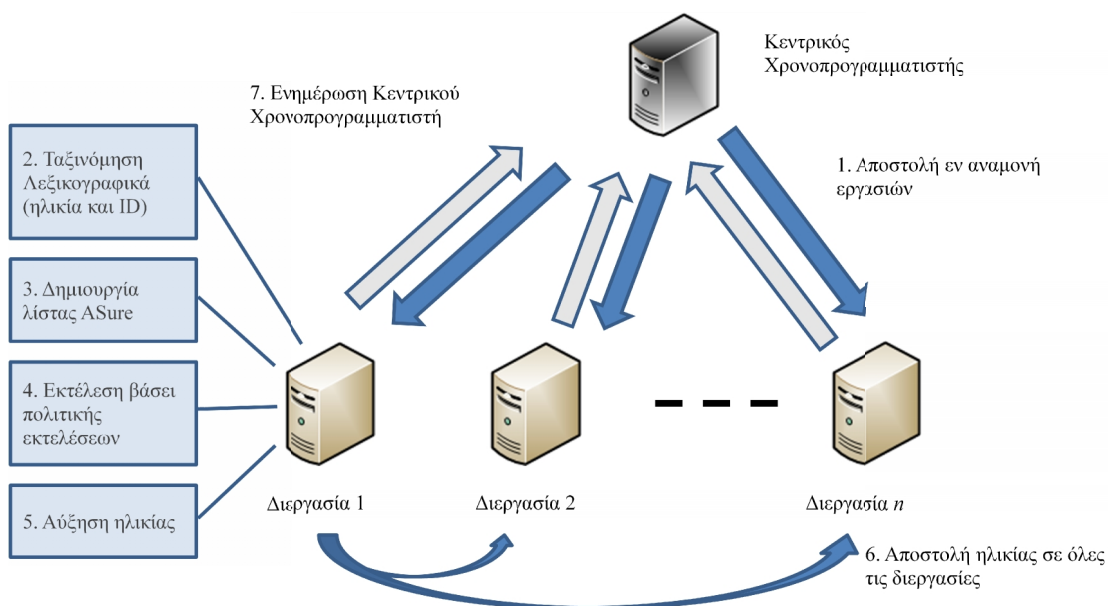 Κεντρικός
Χρονοπρογραμματιστής
7. Ενημέρωση Κεντρικού
Χρονοπρογραμματιστή
1. Αποστολή εν αναμονή
εργασιών
2. Ταξινόμηση
Λεξικογραφικά
(ηλικία και ID)
3. Δημιουργία
λίστας ASure
4. Εκτέλεση βάσει
πολιτικής
εκτελέσεων
5. Αύξηση ηλικίας
Διεργασία 1
Διεργασία 2
Διεργασία n
6. Αποστολή ηλικίας σε όλες
τις διεργασίες